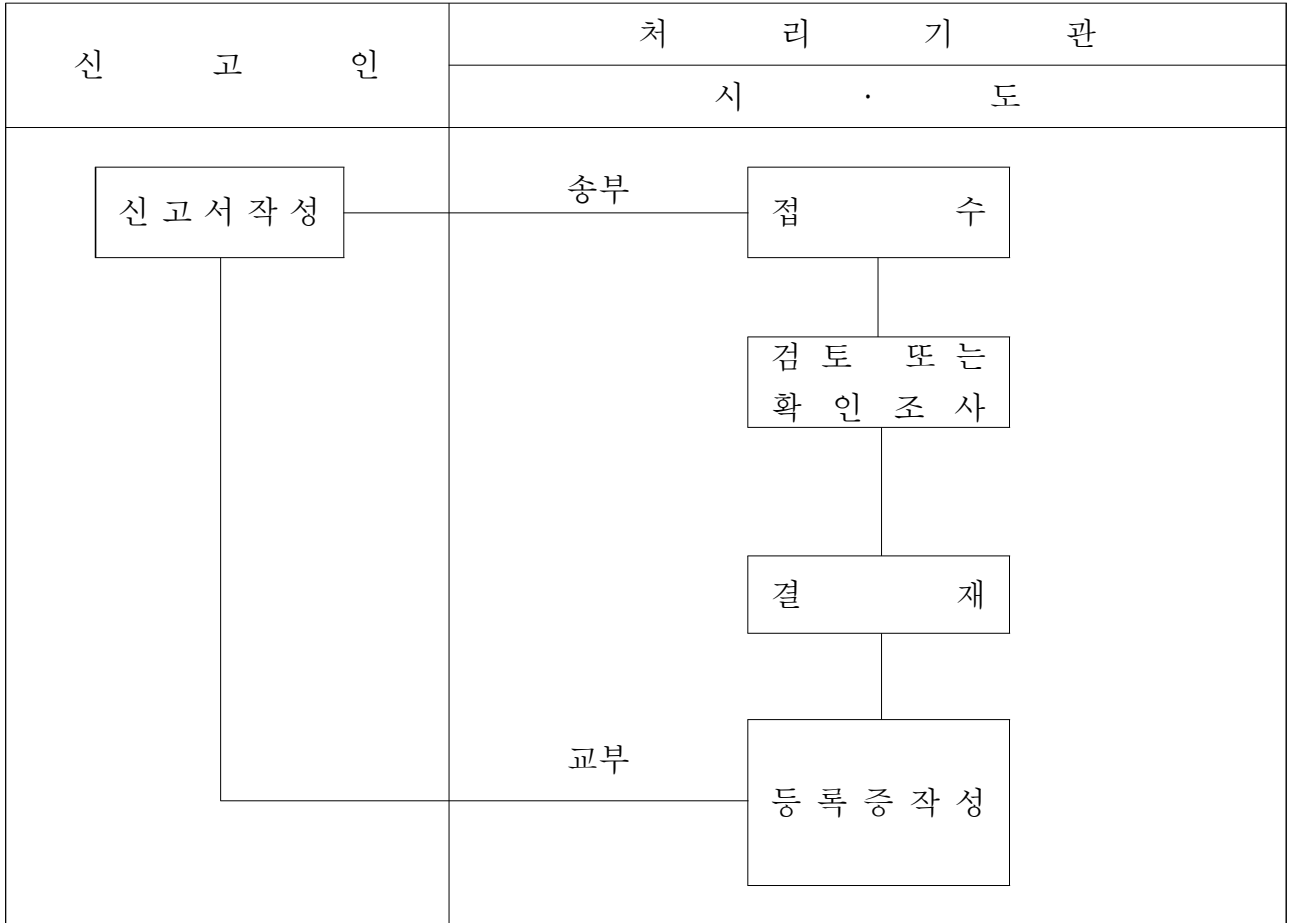 신 고 인
처 리 기 관
시 · 도
신고서작성
송부
접 수
검토 또는
확인조사
결 재
교부
등록증작성